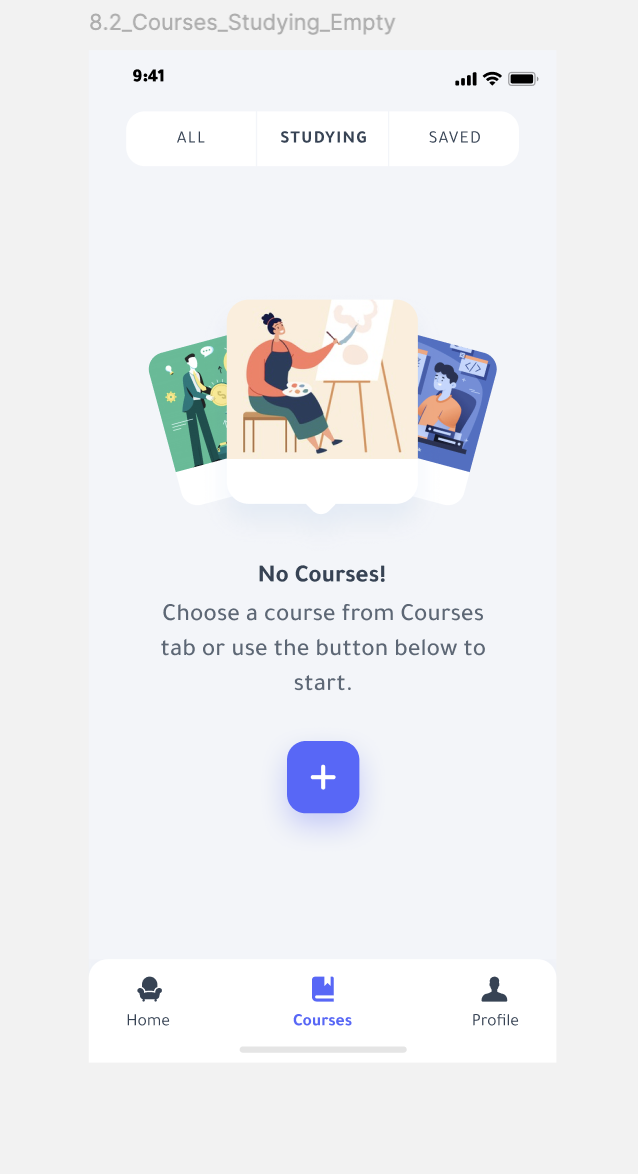 8.2_Courses_Studying_Empty
9:41
ALL STUDYING SAVED
No Courses!
Choose a course from Courses
tab or use the button below to
start.
Home Courses Profile